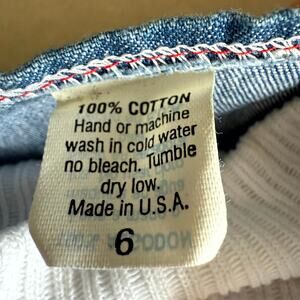 100% COTTON
Hand or machine
wash in cold water
no bleach. Tumble
dry low.
Made in U.S.A.
6